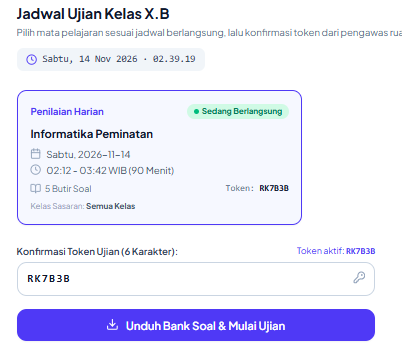 Jadwal Ujian Kelas X.B
Pilih mata pelajaran sesuai jadwal berlangsung, lalu konfirmasi token dari pengawas
Sabtu, 14 Nov 2026 · 02.39.19
Penilaian Harian
Sedang Berlangsung
Informatika Peminatan
Sabtu, 2026-11-14
02:12 - 03:42 WIB (90 Menit)
5 Butir Soal
Token: RK7B3B
Kelas Sasaran: Semua Kelas
Konfirmasi Token Ujian (6 Karakter):
Token aktif: RK7B3B
RK7B3B
Unduh Bank Soal & Mulai Ujian